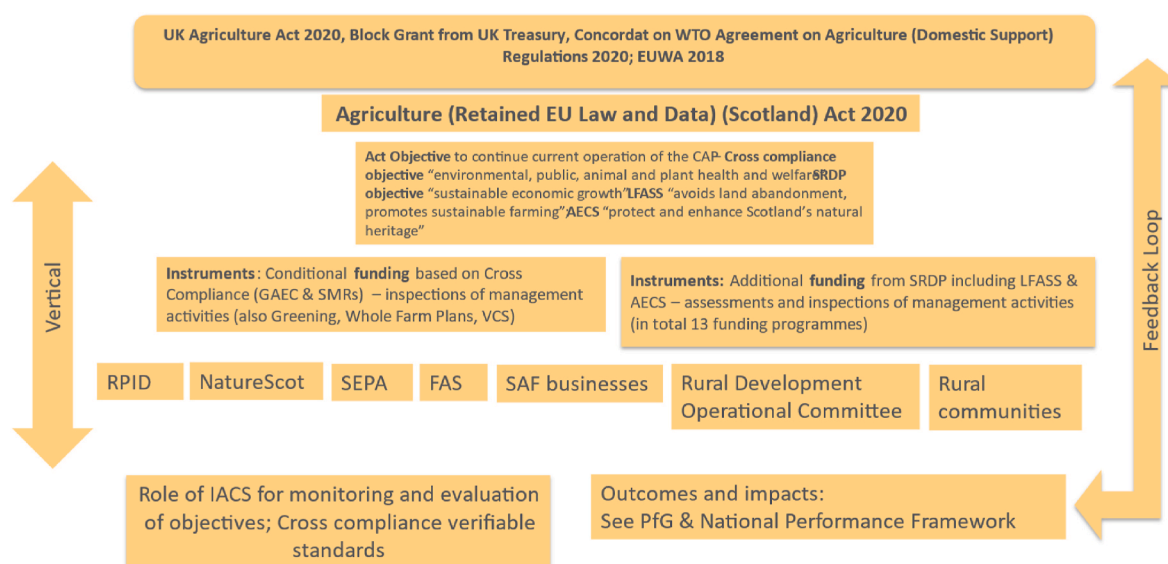 UK Agriculture Act 2020, Block Grant from UK Treasury, Concordat on WTO Agreement on Agriculture (Domestic Support)
Regulations 2020; EUWA 2018
Agriculture (Retained EU Law and Data) (Scotland) Act 2020
Act Objective to continue current operation of the CAP- Cross compliance
objective “environmental, public, animal and plant health and welfare” SRDP
objective “sustainable economic growth” LFASS “avoids land abandonment,
promotes sustainable farming”; AECS “protect and enhance Scotland’s natural
heritage”
Instruments: Conditional funding based on Cross
Compliance (GAEC & SMRs) – inspections of management
activities (also Greening, Whole Farm Plans, VCS)
Instruments: Additional funding from SRDP including LFASS &
AECS – assessments and inspections of management activities
(in total 13 funding programmes)
Vertical
Feedback Loop
RPID
NatureScot
SEPA
FAS
SAF businesses
Rural Development
Operational Committee
Rural
communities
Role of IACS for monitoring and evaluation
of objectives; Cross compliance verifiable
standards
Outcomes and impacts:
See PfG & National Performance Framework